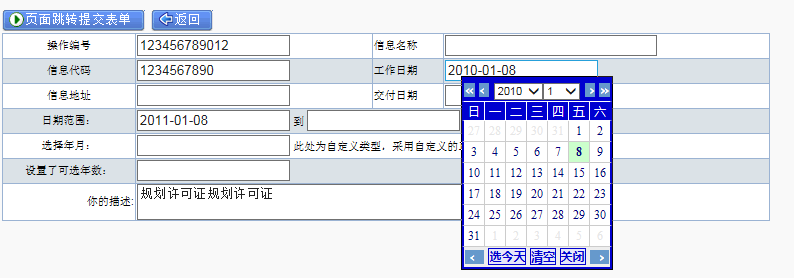 页面跳转提交表单 返回
操作编号 123456789012 信息名称
信息代码 1234567890 工作日期 2010-01-08
信息地址 交付日期
日期范围: 2011-01-08 到
选择年月: 此处为自定义类型，采用自定义的
设置了可选年数:
你的描述: 规划许可证规划许可证
2010 1
日 一 二 三 四 五 六
27 28 29 30 31 1 2
3 4 5 6 7 8 9
10 11 12 13 14 15 16
17 18 19 20 21 22 23
24 25 26 27 28 29 30
31 1 2 3 4 5 6
选今天 清空 关闭